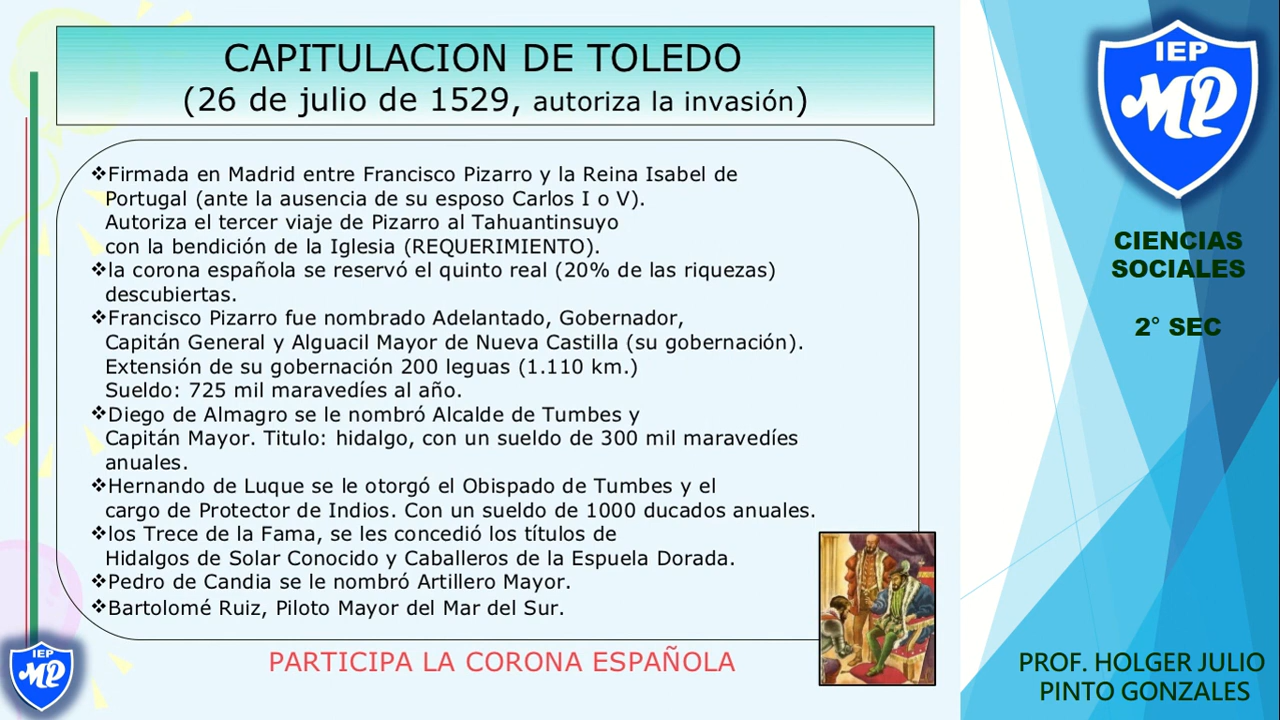 CAPITULACION DE TOLEDO
(26 de julio de 1529, autoriza la invasión)
❖Firmada en Madrid entre Francisco Pizarro y la Reina Isabel de
Portugal (ante la ausencia de su esposo Carlos I o V).
Autoriza el tercer viaje de Pizarro al Tahuantinsuyo
con la bendición de la Iglesia (REQUERIMIENTO).
❖la corona española se reservó el quinto real (20% de las riquezas)
descubiertas.
❖Francisco Pizarro fue nombrado Adelantado, Gobernador,
Capitán General y Alguacil Mayor de Nueva Castilla (su gobernación).
Extensión de su gobernación 200 leguas (1.110 km.)
Sueldo: 725 mil maravedíes al año.
❖Diego de Almagro se le nombró Alcalde de Tumbes y
Capitán Mayor. Titulo: hidalgo, con un sueldo de 300 mil maravedíes
anuales.
❖Hernando de Luque se le otorgó el Obispado de Tumbes y el
cargo de Protector de Indios. Con un sueldo de 1000 ducados anuales.
❖los Trece de la Fama, se les concedió los títulos de
Hidalgos de Solar Conocido y Caballeros de la Espuela Dorada.
❖Pedro de Candia se le nombró Artillero Mayor.
❖Bartolomé Ruiz, Piloto Mayor del Mar del Sur.
PARTICIPA LA CORONA ESPAÑOLA
IEP
MP
IEP
MP
CIENCIAS
SOCIALES
2° SEC
PROF. HOLGER JULIO
PINTO GONZALES